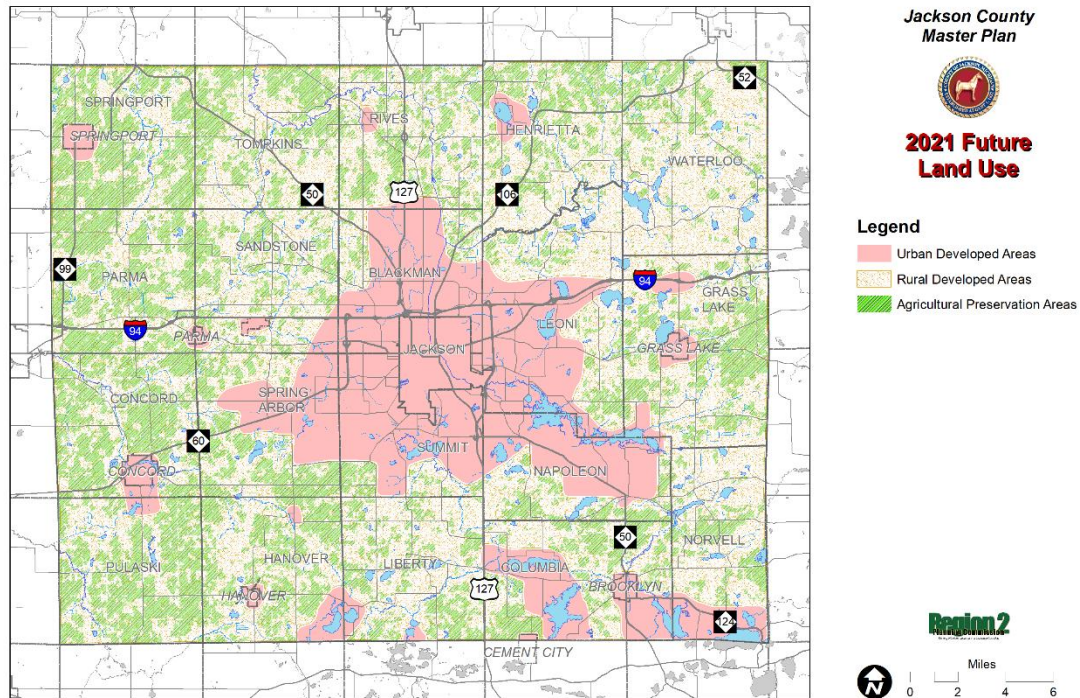 Jackson County
Master Plan
2021 Future
Land Use
Legend
Urban Developed Areas
Rural Developed Areas
Agricultural Preservation Areas
SPRINGPORT
SPRINGPORT
TOMPKINS
RIVES
HENRIETTA
52
WATERLOO
50
127
106
99
PARMA
SANDSTONE
BLACKMAN
94
GRASS
LAKE
94
PARMA
LEONI
JACKSON
GRASS LAKE
CONCORD
SPRING
ARBOR
60
SUMMIT
CONCORD
NAPOLEON
50
NORVELL
PULASKI
HANOVER
LIBERTY
COLUMBIA
127
BROOKLYN
HANOVER
124
CEMENT CITY
Region 2
Miles
N
0 2 4 6